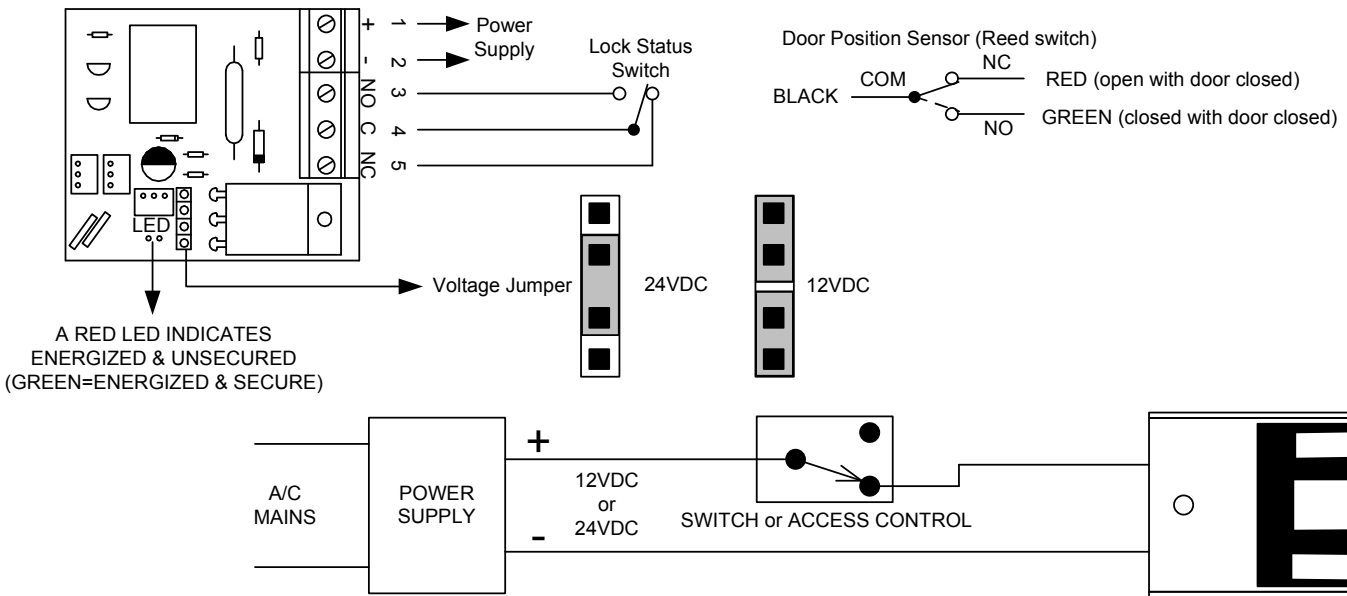 + 1 Power
- 2 Supply
NO 3
C 4
NC 5
Lock Status
Switch
Door Position Sensor (Reed switch)
NC
COM
RED (open with door closed)
BLACK
GREEN (closed with door closed)
NO
LED
Voltage Jumper
24VDC
12VDC
A RED LED INDICATES
ENERGIZED & UNSECURED
(GREEN=ENERGIZED & SECURE)
A/C
MAINS
POWER
SUPPLY
+
12VDC
or
24VDC
-
SWITCH or ACCESS CONTROL